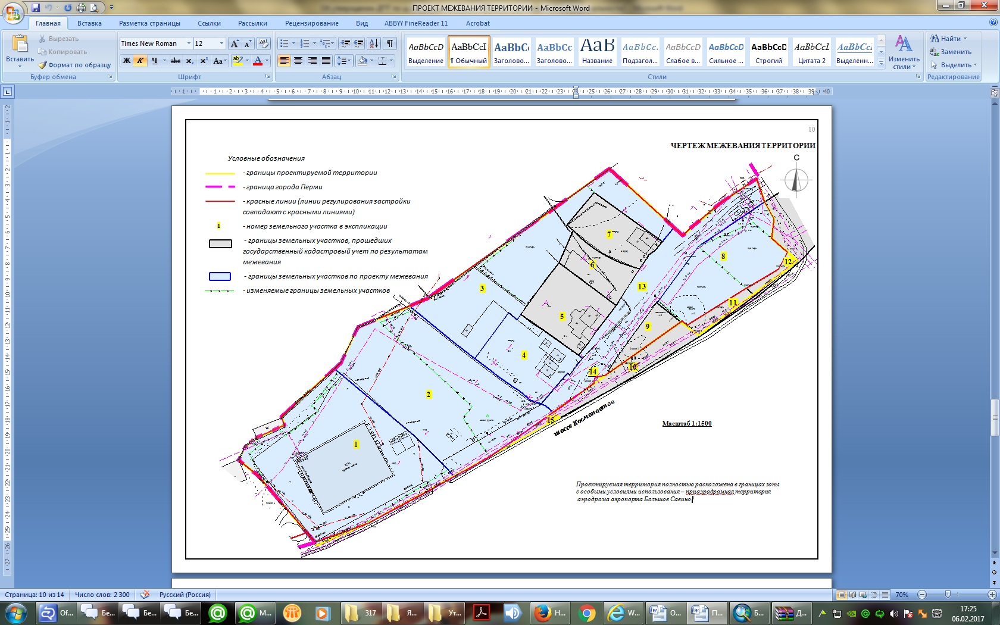 ПРОЕКТ МЕЖЕВАНИЯ ТЕРРИТОРИИ - Microsoft Word
Главная Вставка Разметка страницы Ссылки Рассылки Рецензирование Вид ABBYY FineReader 11 Acrobat
Вставить
Вырезать
Копировать
Формат по образцу
Буфер обмена
Times New Roman 12
Ж К Ч abc x₂ x² Aa
Шрифт
Абзац
AaBbCcD AaBbCcI AaBbC AaBbCc AaB AaBbCc. AaBbCcD AaBbCcD AaBbCcD AaBbCcI AaBbCcI
Выделение ¶ Обычный Заголово... Заголово... Название Подзагол... Слабое в... Сильное ... Строгий Цитата 2 Выделенн...
Стили
Изменить стили
Найти
Заменить
Выделить
Редактирование
10
ЧЕРТЕЖ МЕЖЕВАНИЯ ТЕРРИТОРИИ
С
Условные обозначения
- границы проектируемой территории
- граница города Перми
- красные линии (линии регулирования застройки
совпадают с красными линиями)
1 - номер земельного участка в экспликации
- границы земельных участков, прошедших
государственный кадастровый учет по результатам
межевания
- границы земельных участков по проекту межевания
- изменяемые границы земельных участков
7
8
12
6
3
13
11
5
9
4
10
14
2
15
1
шоссе Космонавтов
Масштаб 1:1500
Проектируемая территория полностью расположена в границах зоны
с особыми условиями использования – приаэродромная территория
аэродрома аэропорта Большов Савино
Страница: 10 из 14 Число слов: 2 300 Русский (Россия) 70%
Of... Бе... Бе... Бе... М... 317 Я... Ут... Н... W... О... П... Б... Д...
17:25
06.02.2017